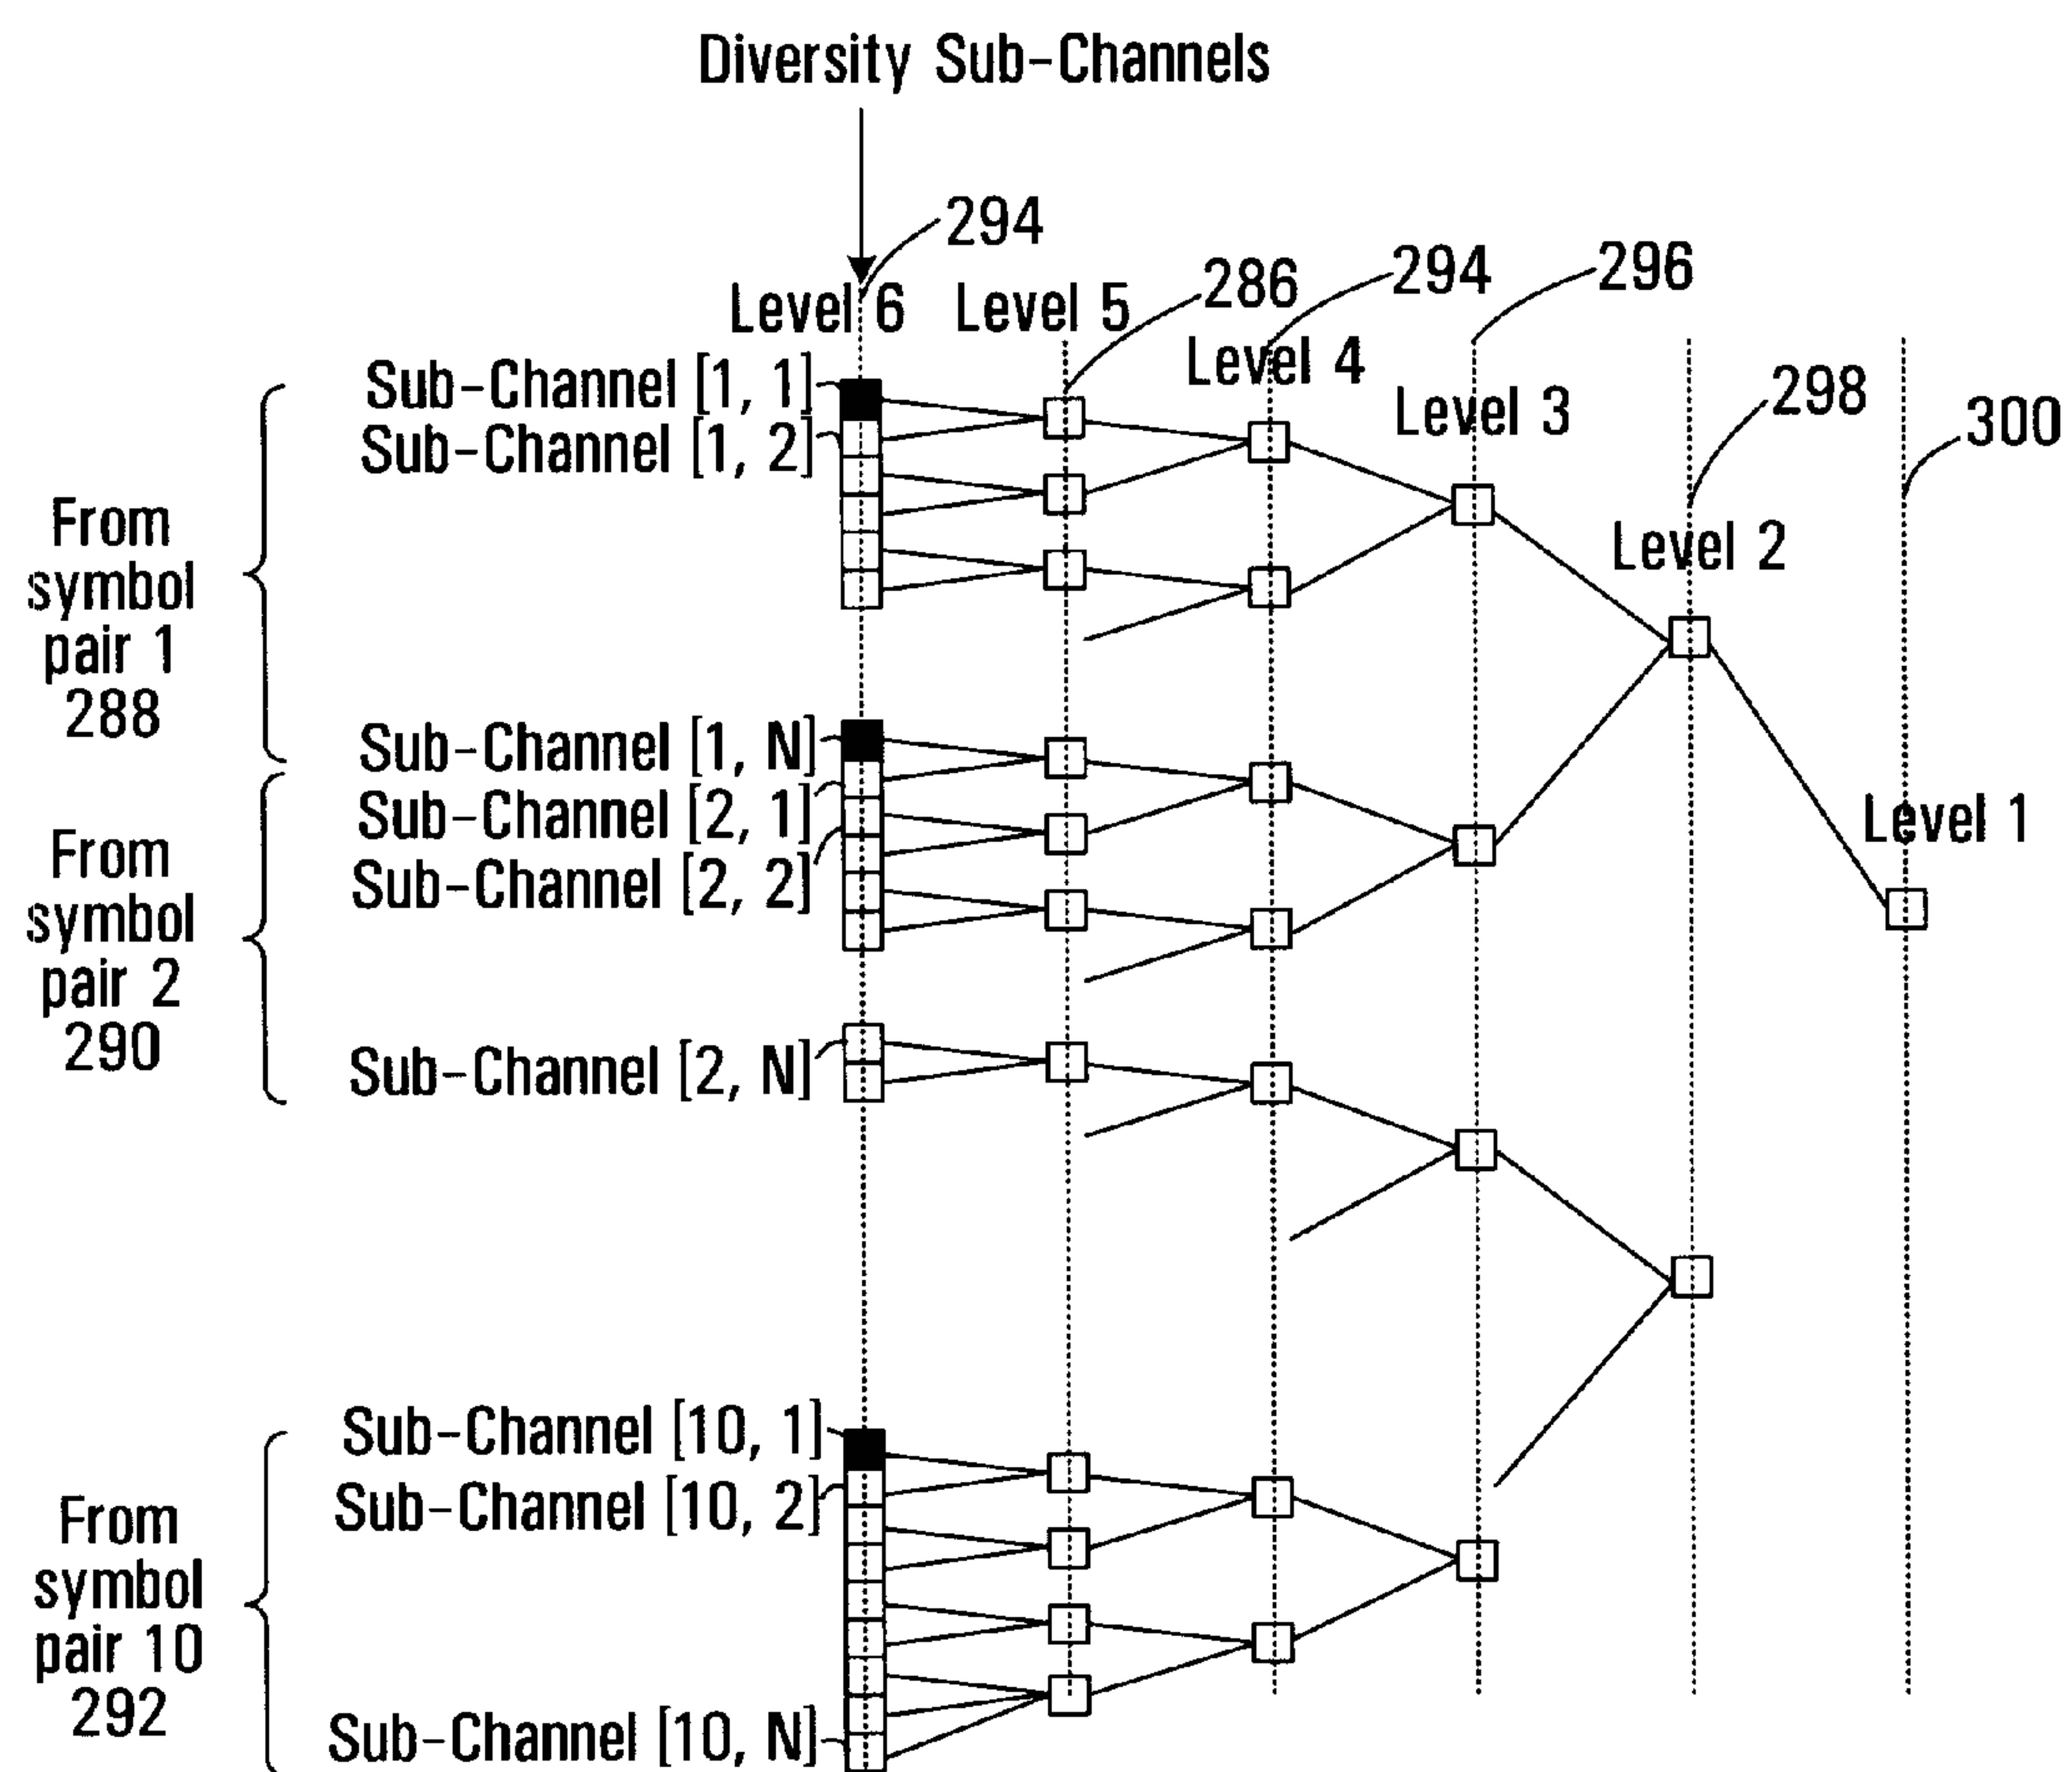 Diversity Sub-Channels
294
286
294
296
298
300
Level 6
Level 5
Level 4
Level 3
Level 2
Level 1
Sub-Channel [1, 1]
Sub-Channel [1, 2]
From
symbol
pair 1
288
Sub-Channel [1, N]
Sub-Channel [2, 1]
Sub-Channel [2, 2]
From
symbol
pair 2
290
Sub-Channel [2, N]
Sub-Channel [10, 1]
Sub-Channel [10, 2]
From
symbol
pair 10
292
Sub-Channel [10, N]